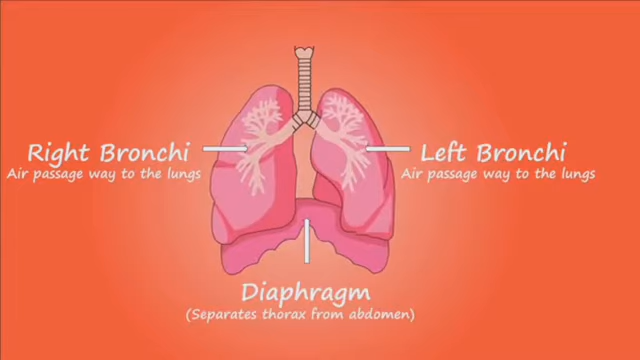 Right Bronchi
Air passage way to the lungs
Left Bronchi
Air passage way to the lungs
Diaphragm
(Separates thorax from abdomen)